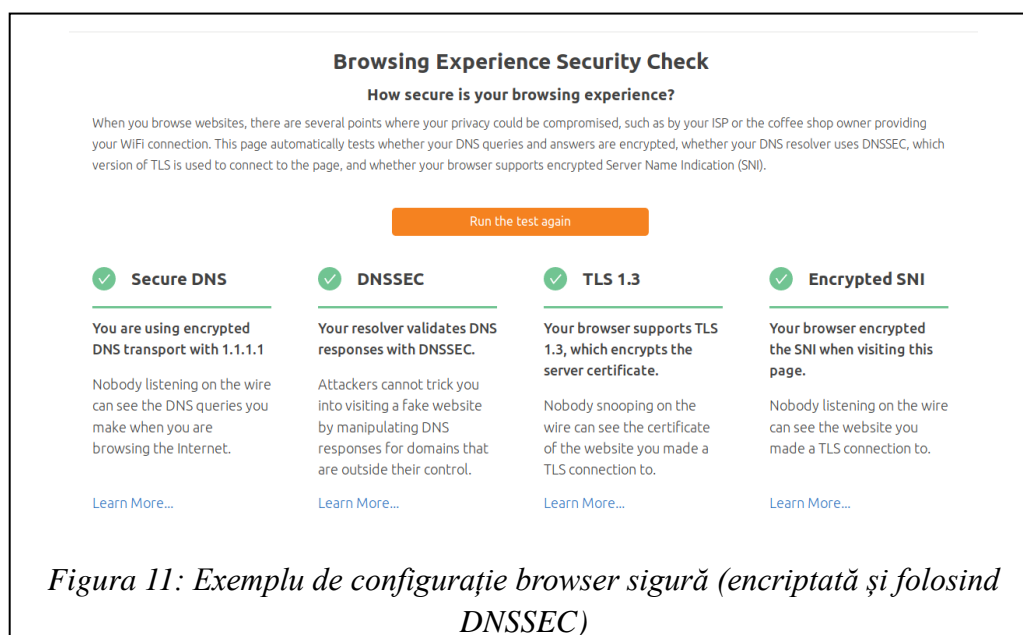 Browsing Experience Security Check
How secure is your browsing experience?
When you browse websites, there are several points where your privacy could be compromised, such as by your ISP or the coffee shop owner providing
your WiFi connection. This page automatically tests whether your DNS queries and answers are encrypted, whether your DNS resolver uses DNSSEC, which
version of TLS is used to connect to the page, and whether your browser supports encrypted Server Name Indication (SNI).
Run the test again
Secure DNS
You are using encrypted
DNS transport with 1.1.1.1
Nobody listening on the wire
can see the DNS queries you
make when you are
browsing the Internet.
Learn More...
DNSSEC
Your resolver validates DNS
responses with DNSSEC.
Attackers cannot trick you
into visiting a fake website
by manipulating DNS
responses for domains that
are outside their control.
Learn More...
TLS 1.3
Your browser supports TLS
1.3, which encrypts the
server certificate.
Nobody snooping on the
wire can see the certificate
of the website you made a
TLS connection to.
Learn More...
Encrypted SNI
Your browser encrypted
the SNI when visiting this
page.
Nobody listening on the wire
can see the website you
made a TLS connection to.
Learn More...
Figura 11: Exemplu de configurație browser sigură (encriptată și folosind
DNSSEC)